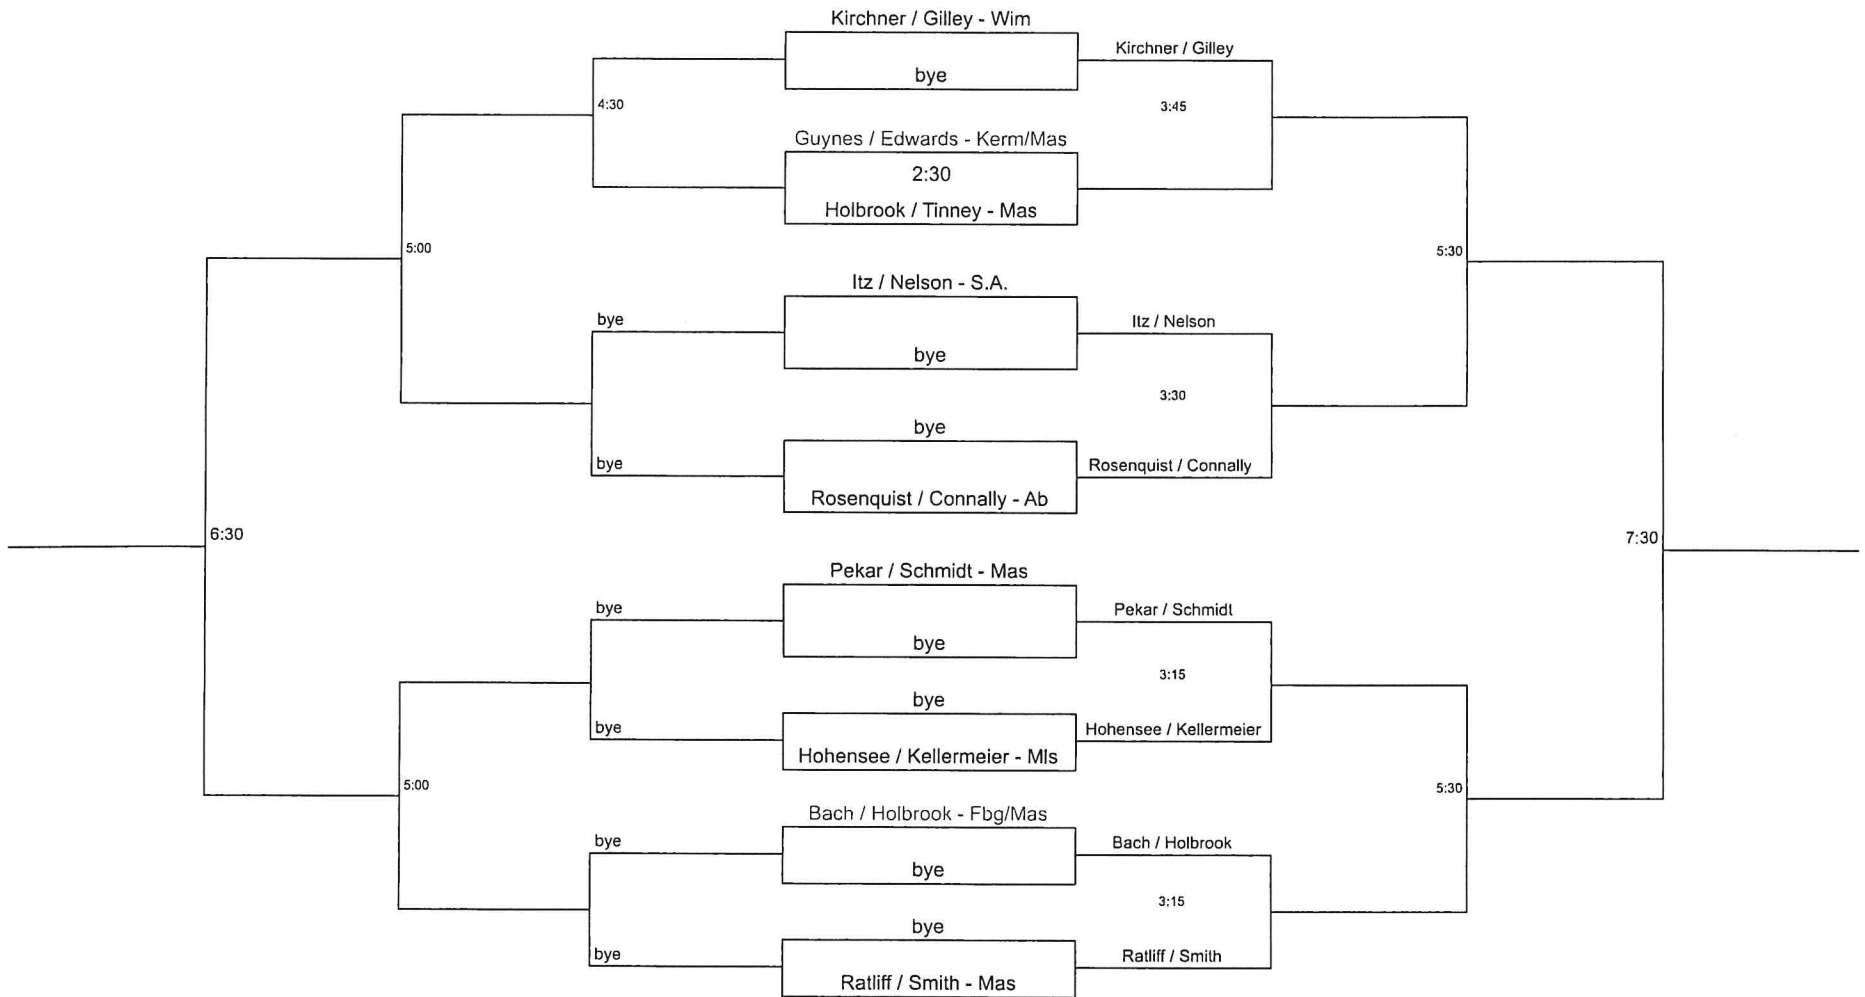 Kirchner / Gilley - Wim
Kirchner / Gilley
bye
4:30
3:45
Guynes / Edwards - Kerm/Mas
2:30
Holbrook / Tinney - Mas
5:00
5:30
Itz / Nelson - S.A.
bye
Itz / Nelson
bye
3:30
bye
bye
Rosenquist / Connally
Rosenquist / Connally - Ab
6:30
7:30
Pekar / Schmidt - Mas
bye
Pekar / Schmidt
bye
3:15
bye
bye
Hohensee / Kellermeier
Hohensee / Kellermeier - Mls
5:00
5:30
Bach / Holbrook - Fbg/Mas
bye
Bach / Holbrook
bye
3:15
bye
bye
Ratliff / Smith
Ratliff / Smith - Mas